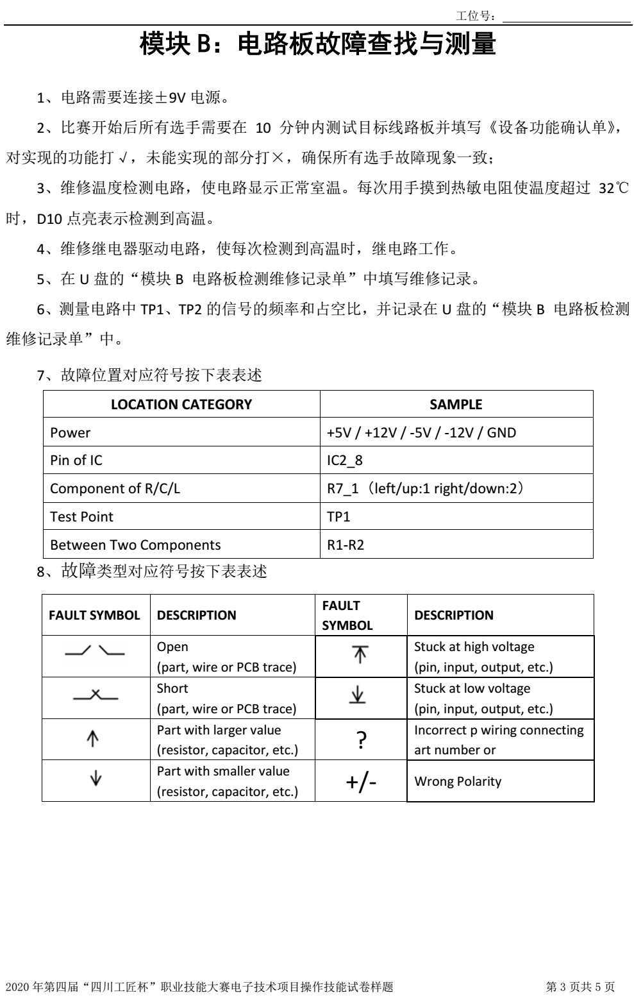 工位号：
模块 B：电路板故障查找与测量
1、电路需要连接±9V 电源。
2、比赛开始后所有选手需要在 10 分钟内测试目标线路板并填写《设备功能确认单》，
对实现的功能打√，未能实现的部分打×，确保所有选手故障现象一致；
3、维修温度检测电路，使电路显示正常室温。每次用手摸到热敏电阻使温度超过 32℃
时，D10 点亮表示检测到高温。
4、维修继电器驱动电路，使每次检测到高温时，继电路工作。
5、在 U 盘的“模块 B 电路板检测维修记录单”中填写维修记录。
6、测量电路中 TP1、TP2 的信号的频率和占空比，并记录在 U 盘的“模块 B 电路板检测
维修记录单”中。
7、故障位置对应符号按下表表述
LOCATION CATEGORY SAMPLE
Power +5V / +12V / -5V / -12V / GND
Pin of IC IC2_8
Component of R/C/L R7_1（left/up:1 right/down:2）
Test Point TP1
Between Two Components R1-R2
8、故障类型对应符号按下表表述
FAULT SYMBOL DESCRIPTION FAULT
SYMBOL DESCRIPTION
Open
(part, wire or PCB trace)
Stuck at high voltage
(pin, input, output, etc.)
Short
(part, wire or PCB trace)
Stuck at low voltage
(pin, input, output, etc.)
Part with larger value
(resistor, capacitor, etc.)
?
Incorrect p wiring connecting
art number or
Part with smaller value
(resistor, capacitor, etc.)
+/-
Wrong Polarity
2020 年第四届“四川工匠杯”职业技能大赛电子技术项目操作技能试卷样题 第 3 页共 5 页